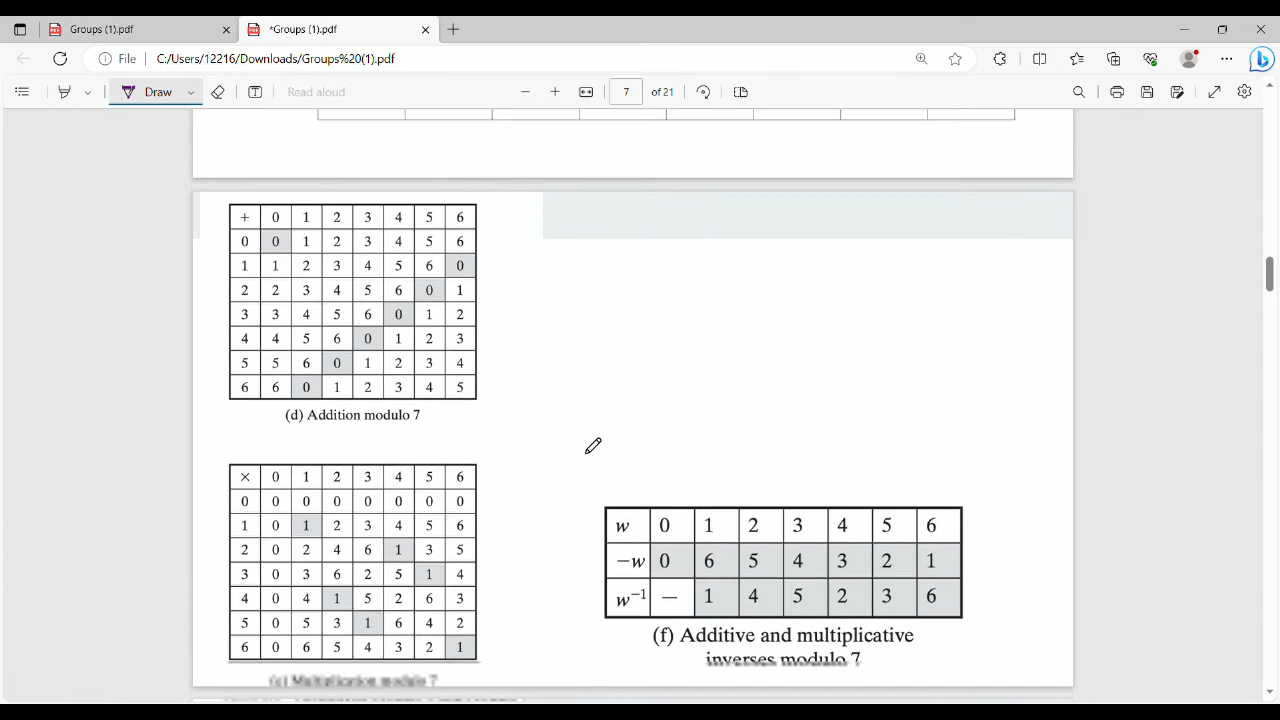 Groups (1).pdf
*Groups (1).pdf
File C:/Users/12216/Downloads/Groups%20(1).pdf
Draw
Read aloud
7 of 21
+ 0 1 2 3 4 5 6
0 0 1 2 3 4 5 6
1 1 2 3 4 5 6 0
2 2 3 4 5 6 0 1
3 3 4 5 6 0 1 2
4 4 5 6 0 1 2 3
5 5 6 0 1 2 3 4
6 6 0 1 2 3 4 5
(d) Addition modulo 7
× 0 1 2 3 4 5 6
0 0 0 0 0 0 0 0
1 0 1 2 3 4 5 6
2 0 2 4 6 1 3 5
3 0 3 6 2 5 1 4
4 0 4 1 5 2 6 3
5 0 5 3 1 6 4 2
6 0 6 5 4 3 2 1
Multiplication modulo 7
w 0 1 2 3 4 5 6
−w 0 6 5 4 3 2 1
w⁻¹ — 1 4 5 2 3 6
(f) Additive and multiplicative
inverses modulo 7